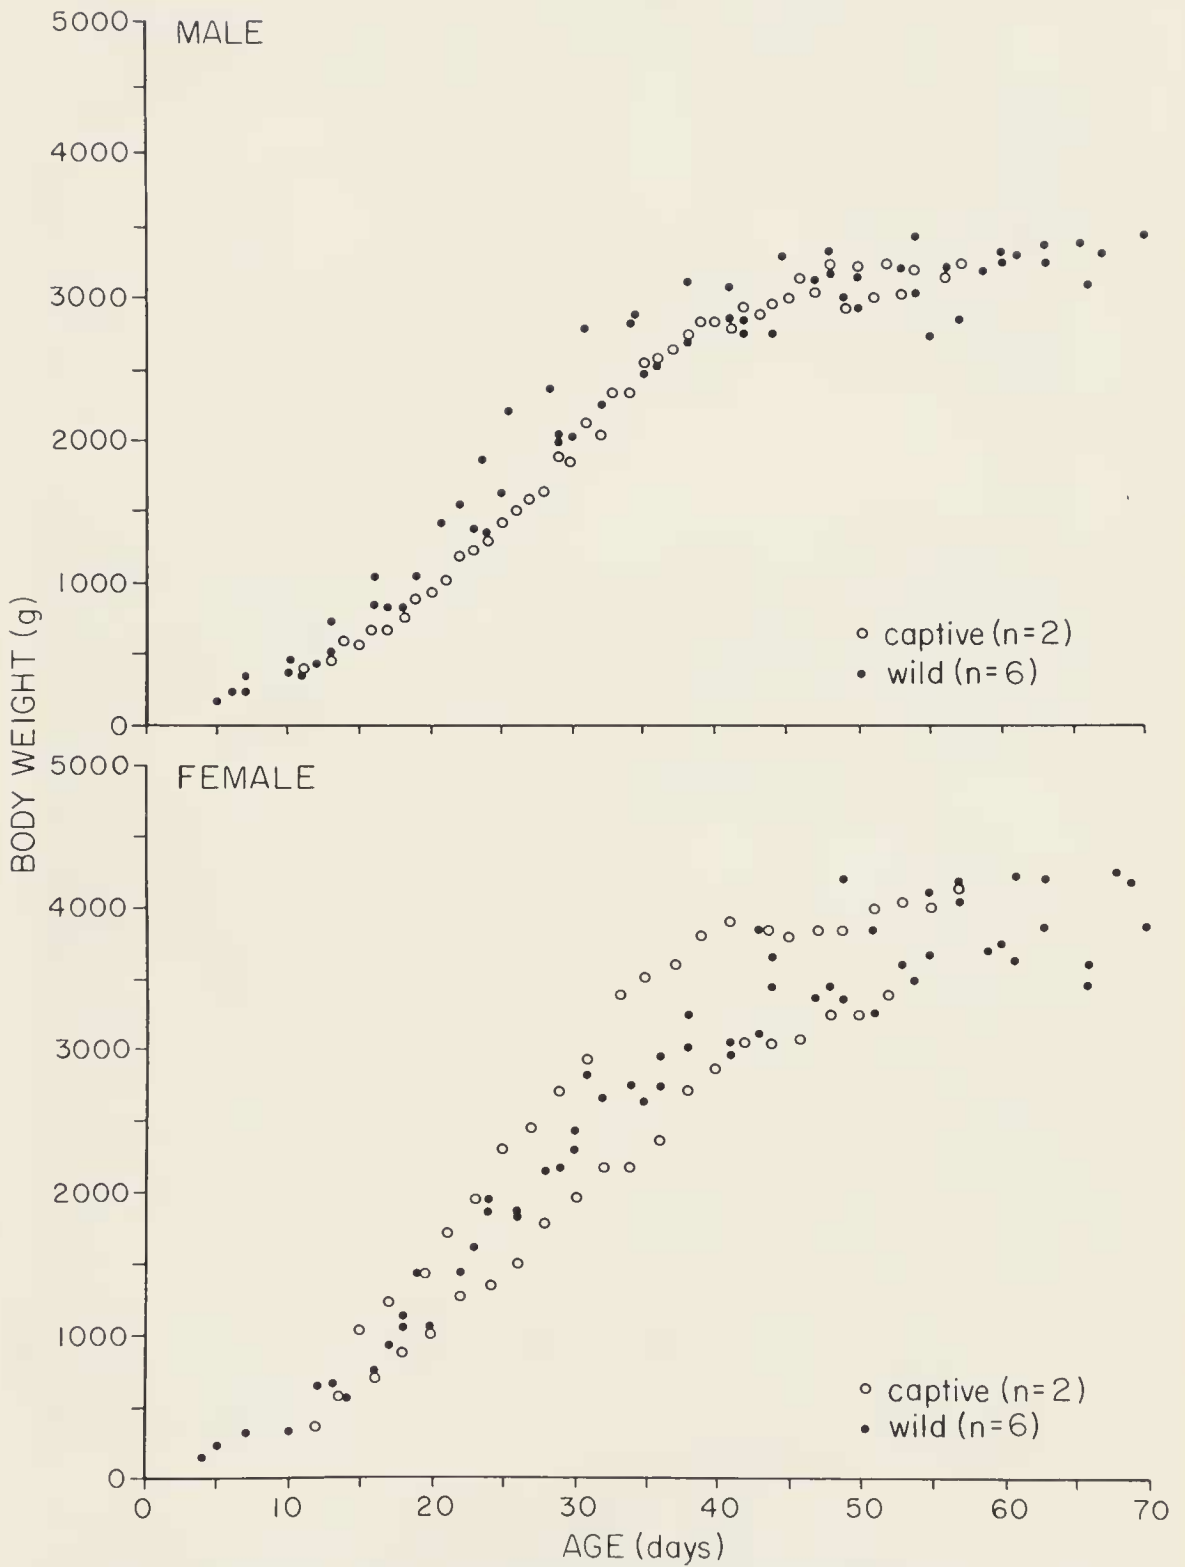 MALE
5000
4000
3000
2000
1000
0
BODY WEIGHT (g)
○ captive (n=2)
• wild (n=6)
FEMALE
5000
4000
3000
2000
1000
0
○ captive (n=2)
• wild (n=6)
0 10 20 30 40 50 60 70
AGE (days)